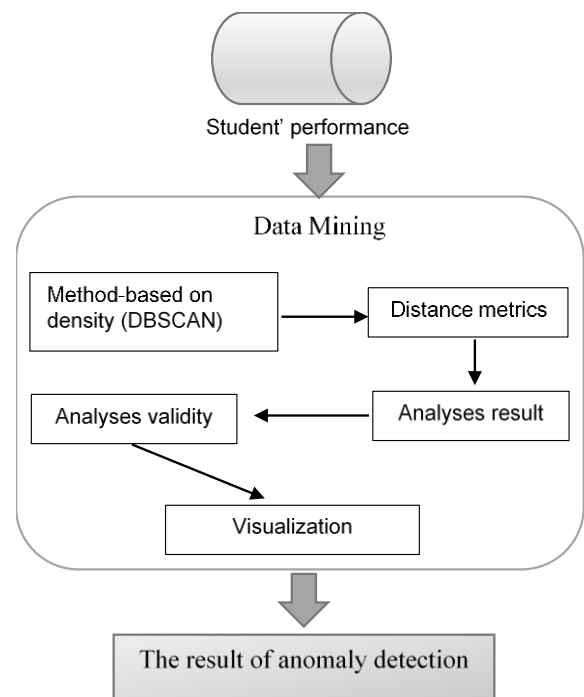 Student' performance
Data Mining
Method-based on
density (DBSCAN)
Distance metrics
Analyses result
Analyses validity
Visualization
The result of anomaly detection